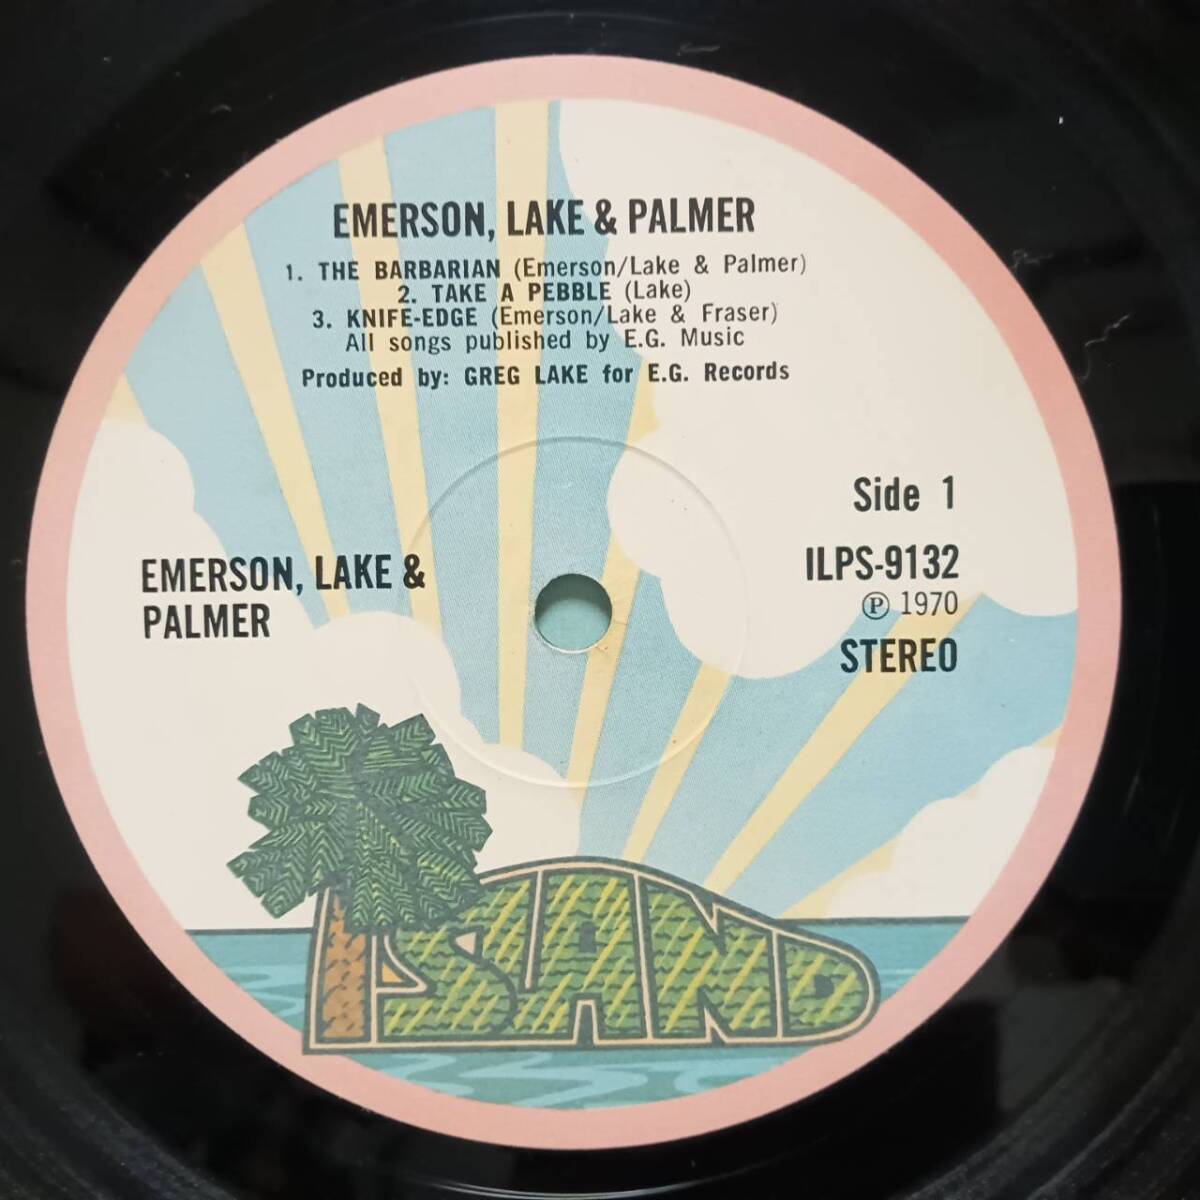 EMERSON, LAKE & PALMER
1. THE BARBARIAN (Emerson/Lake & Palmer)
2. TAKE A PEBBLE (Lake)
3. KNIFE-EDGE (Emerson/Lake & Fraser)
All songs published by E.G. Music
Produced by: GREG LAKE for E.G. Records
Side 1
EMERSON, LAKE &
PALMER
ILPS-9132
Ⓟ 1970
STEREO
ISLAND